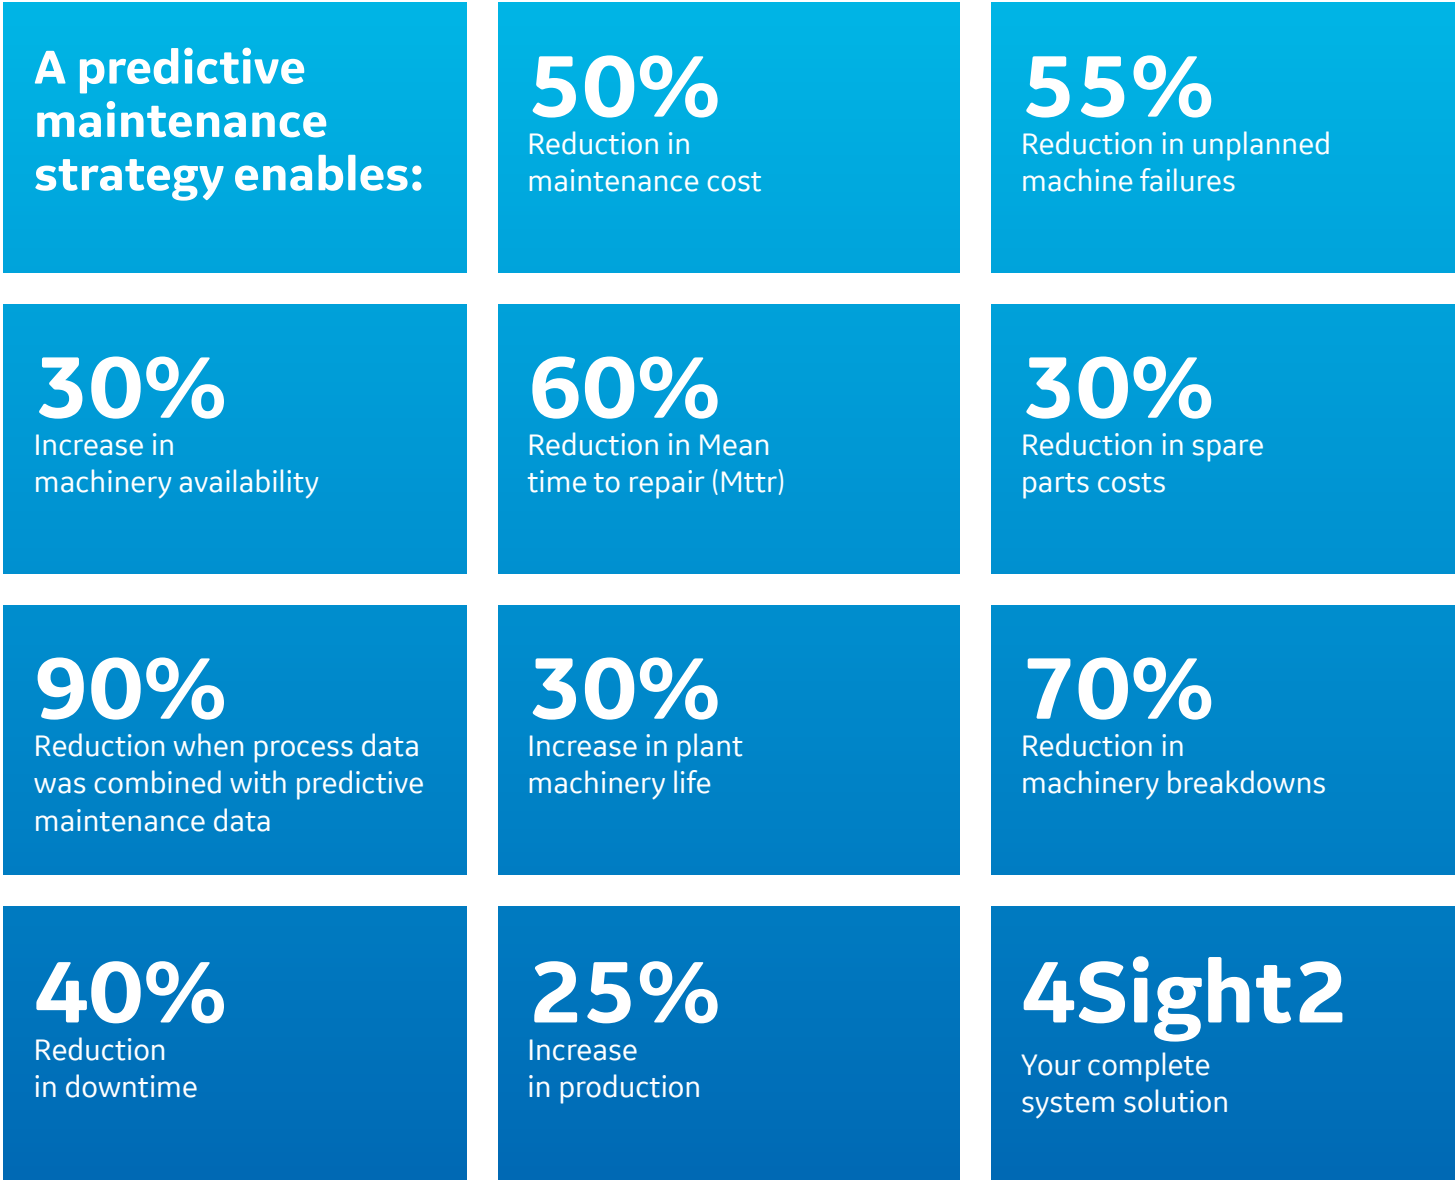 A predictive
maintenance
strategy enables:
50%
Reduction in
maintenance cost
55%
Reduction in unplanned
machine failures
30%
Increase in
machinery availability
60%
Reduction in Mean
time to repair (Mttr)
30%
Reduction in spare
parts costs
90%
Reduction when process data
was combined with predictive
maintenance data
30%
Increase in plant
machinery life
70%
Reduction in
machinery breakdowns
40%
Reduction
in downtime
25%
Increase
in production
4Sight2
Your complete
system solution